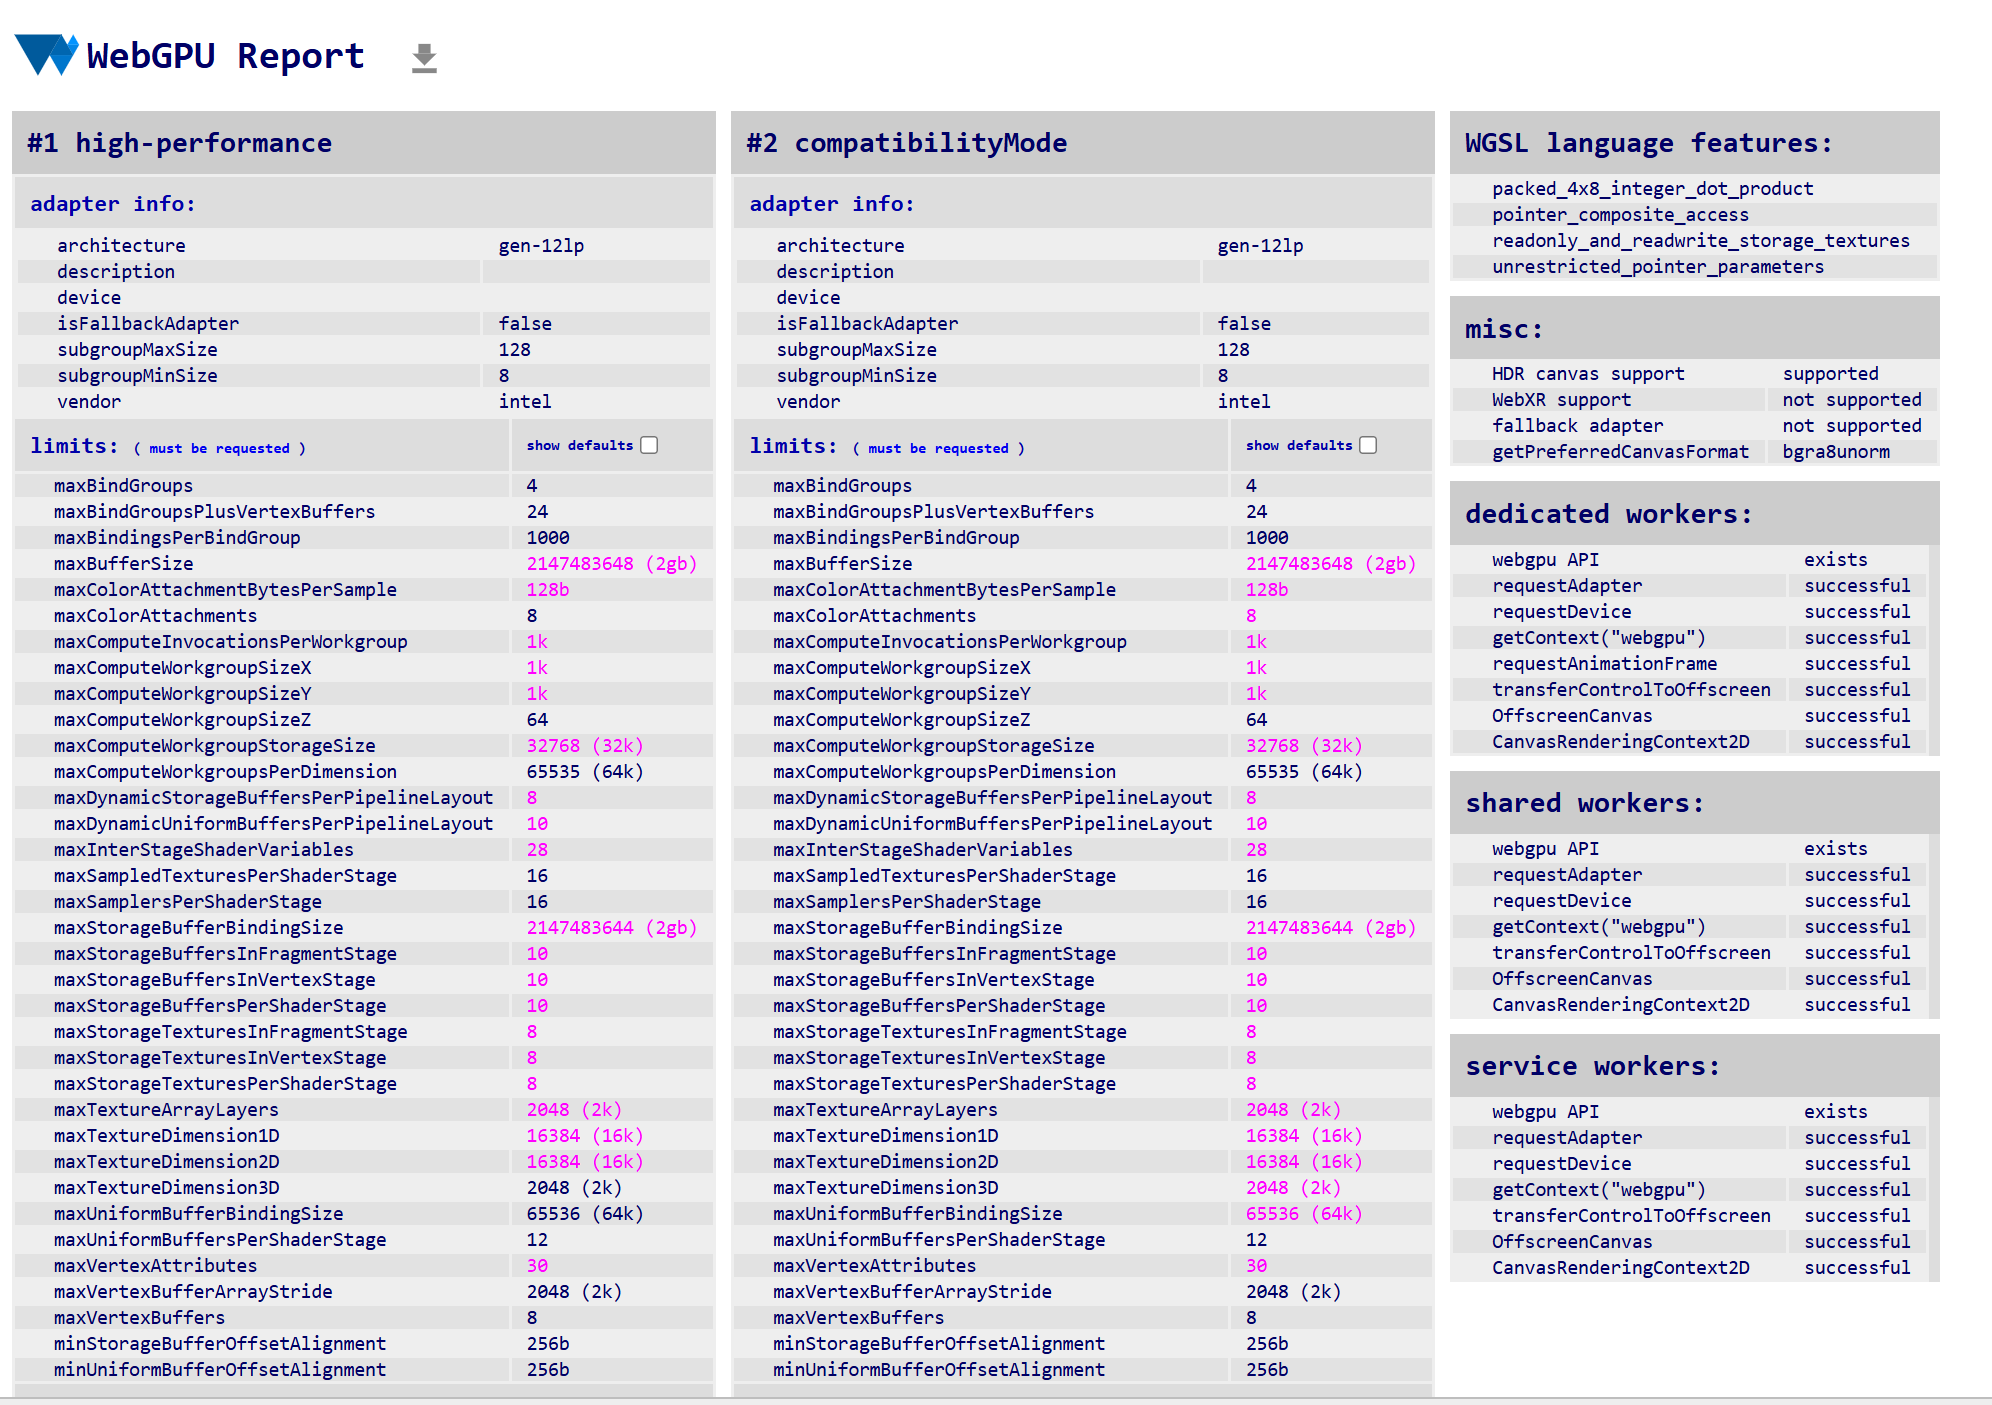 WebGPU Report
#1 high-performance
adapter info:
architecture gen-12lp
description
device
isFallbackAdapter false
subgroupMaxSize 128
subgroupMinSize 8
vendor intel
limits: ( must be requested ) show defaults
maxBindGroups 4
maxBindGroupsPlusVertexBuffers 24
maxBindingsPerBindGroup 1000
maxBufferSize 2147483648 (2gb)
maxColorAttachmentBytesPerSample 128b
maxColorAttachments 8
maxComputeInvocationsPerWorkgroup 1k
maxComputeWorkgroupSizeX 1k
maxComputeWorkgroupSizeY 1k
maxComputeWorkgroupSizeZ 64
maxComputeWorkgroupStorageSize 32768 (32k)
maxComputeWorkgroupsPerDimension 65535 (64k)
maxDynamicStorageBuffersPerPipelineLayout 8
maxDynamicUniformBuffersPerPipelineLayout 10
maxInterStageShaderVariables 28
maxSampledTexturesPerShaderStage 16
maxSamplersPerShaderStage 16
maxStorageBufferBindingSize 2147483644 (2gb)
maxStorageBuffersInFragmentStage 10
maxStorageBuffersInVertexStage 10
maxStorageBuffersPerShaderStage 10
maxStorageTexturesInFragmentStage 8
maxStorageTexturesInVertexStage 8
maxStorageTexturesPerShaderStage 8
maxTextureArrayLayers 2048 (2k)
maxTextureDimension1D 16384 (16k)
maxTextureDimension2D 16384 (16k)
maxTextureDimension3D 2048 (2k)
maxUniformBufferBindingSize 65536 (64k)
maxUniformBuffersPerShaderStage 12
maxVertexAttributes 30
maxVertexBufferArrayStride 2048 (2k)
maxVertexBuffers 8
minStorageBufferOffsetAlignment 256b
minUniformBufferOffsetAlignment 256b
#2 compatibilityMode
adapter info:
architecture gen-12lp
description
device
isFallbackAdapter false
subgroupMaxSize 128
subgroupMinSize 8
vendor intel
limits: ( must be requested ) show defaults
maxBindGroups 4
maxBindGroupsPlusVertexBuffers 24
maxBindingsPerBindGroup 1000
maxBufferSize 2147483648 (2gb)
maxColorAttachmentBytesPerSample 128b
maxColorAttachments 8
maxComputeInvocationsPerWorkgroup 1k
maxComputeWorkgroupSizeX 1k
maxComputeWorkgroupSizeY 1k
maxComputeWorkgroupSizeZ 64
maxComputeWorkgroupStorageSize 32768 (32k)
maxComputeWorkgroupsPerDimension 65535 (64k)
maxDynamicStorageBuffersPerPipelineLayout 8
maxDynamicUniformBuffersPerPipelineLayout 10
maxInterStageShaderVariables 28
maxSampledTexturesPerShaderStage 16
maxSamplersPerShaderStage 16
maxStorageBufferBindingSize 2147483644 (2gb)
maxStorageBuffersInFragmentStage 10
maxStorageBuffersInVertexStage 10
maxStorageBuffersPerShaderStage 10
maxStorageTexturesInFragmentStage 8
maxStorageTexturesInVertexStage 8
maxStorageTexturesPerShaderStage 8
maxTextureArrayLayers 2048 (2k)
maxTextureDimension1D 16384 (16k)
maxTextureDimension2D 16384 (16k)
maxTextureDimension3D 2048 (2k)
maxUniformBufferBindingSize 65536 (64k)
maxUniformBuffersPerShaderStage 12
maxVertexAttributes 30
maxVertexBufferArrayStride 2048 (2k)
maxVertexBuffers 8
minStorageBufferOffsetAlignment 256b
minUniformBufferOffsetAlignment 256b
WGSL language features:
packed_4x8_integer_dot_product
pointer_composite_access
readonly_and_readwrite_storage_textures
unrestricted_pointer_parameters
misc:
HDR canvas support supported
WebXR support not supported
fallback adapter not supported
getPreferredCanvasFormat bgra8unorm
dedicated workers:
webgpu API exists
requestAdapter successful
requestDevice successful
getContext("webgpu") successful
requestAnimationFrame successful
transferControlToOffscreen successful
OffscreenCanvas successful
CanvasRenderingContext2D successful
shared workers:
webgpu API exists
requestAdapter successful
requestDevice successful
getContext("webgpu") successful
transferControlToOffscreen successful
OffscreenCanvas successful
CanvasRenderingContext2D successful
service workers:
webgpu API exists
requestAdapter successful
requestDevice successful
getContext("webgpu") successful
transferControlToOffscreen successful
OffscreenCanvas successful
CanvasRenderingContext2D successful